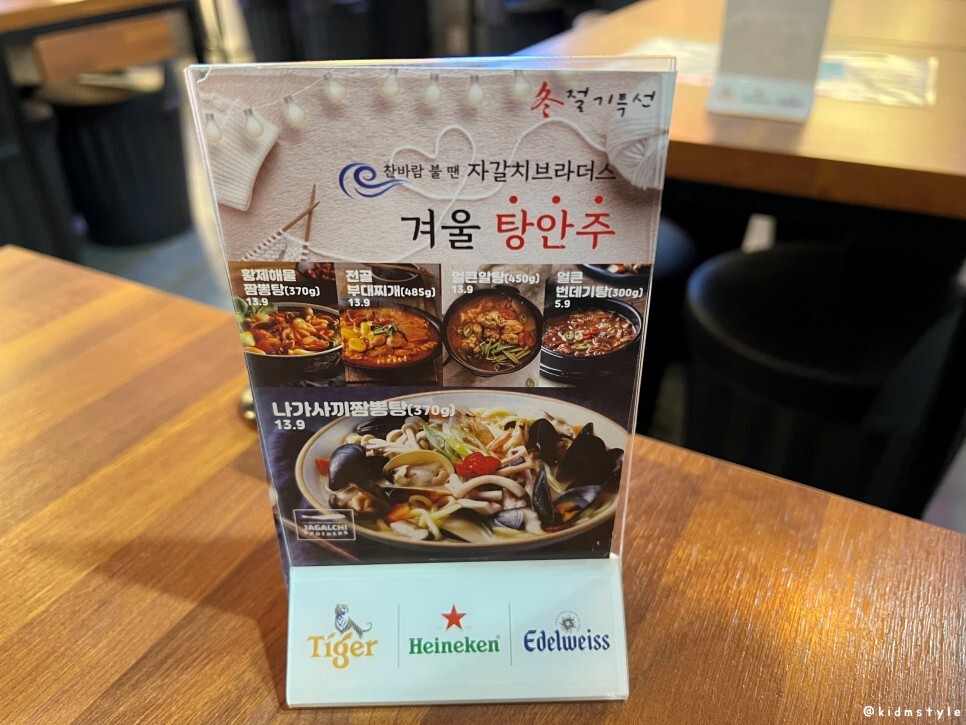 冬절기특선
찬바람 불 땐 자갈치브라더스
겨울 탕안주
황제해물
짬뽕탕(370g)
13.9
전골
부대찌개(485g)
13.9
얼큰알탕(450g)
13.9
얼큰
번데기탕(300g)
5.9
나가사끼짬뽕탕(370g)
13.9
JAGALCHI
BROTHERS
Tiger
Heineken
Edelweiss
@kidmstyle